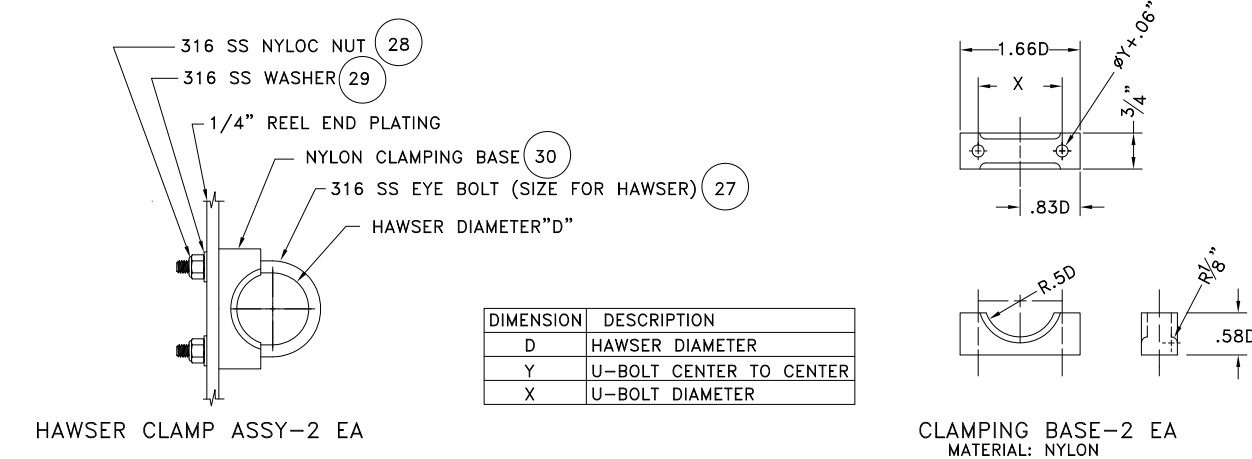 316 SS NYLOC NUT 28
316 SS WASHER 29
1/4" REEL END PLATING
NYLON CLAMPING BASE 30
316 SS EYE BOLT (SIZE FOR HAWSER) 27
HAWSER DIAMETER"D"
HAWSER CLAMP ASSY-2 EA
DIMENSION DESCRIPTION
D HAWSER DIAMETER
Y U-BOLT CENTER TO CENTER
X U-BOLT DIAMETER
1.66D
X
øY+.06"
3/4"
.83D
R.5D
R1/8"
.58D
CLAMPING BASE-2 EA
MATERIAL: NYLON